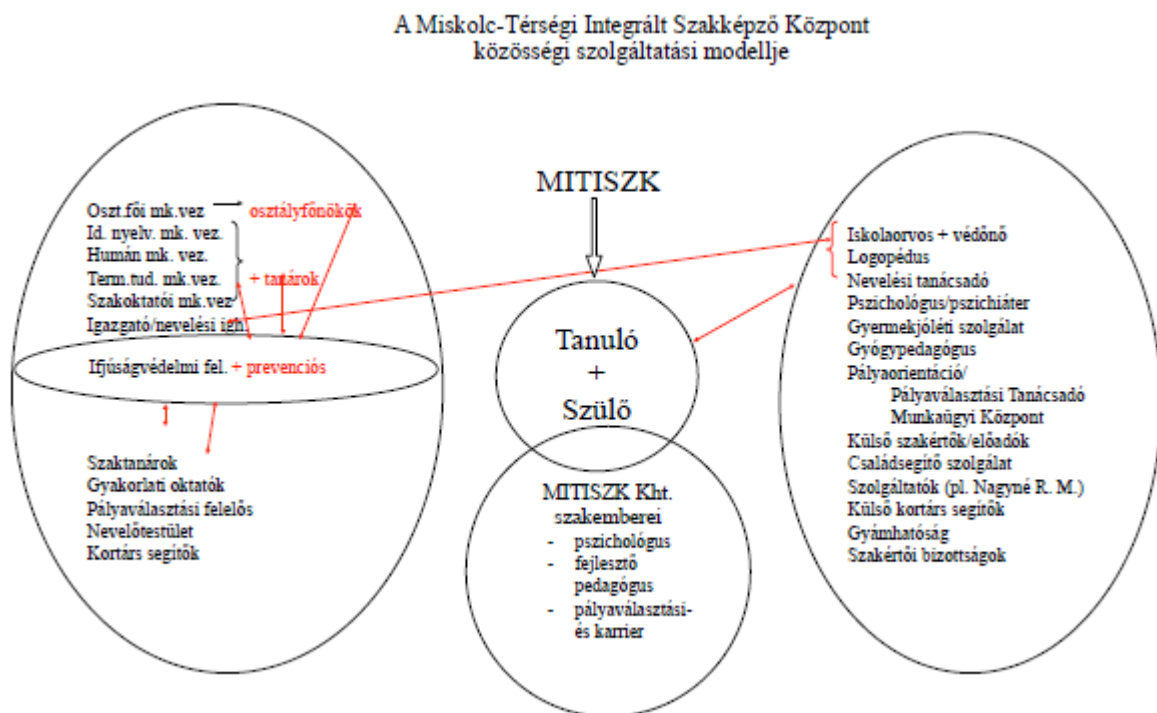 A Miskolc-Térségi Integrált Szakképző Központ
közösségi szolgáltatási modellje
Oszt.fői mk.vez
osztályfőnökök
Id. nyelv. mk. vez.
Humán mk. vez.
Term.tud. mk.vez.
+ tanárok
Szakoktatói mk.vez
Igazgató/nevelési igh.
Ifjúságvédelmi fel. + prevenciós
Szaktanárok
Gyakorlati oktatók
Pályaválasztási felelős
Nevelőtestület
Kortárs segítők
MITISZK
Tanuló
+
Szülő
MITISZK Kht.
szakemberei
- pszichológus
- fejlesztő
pedagógus
- pályaválasztási-
és karrier
Iskolaorvos + védőnő
Logopédus
Nevelési tanácsadó
Pszichológus/pszichiáter
Gyermekjóléti szolgálat
Gyógypedagógus
Pályaorientáció/
Pályaválasztási Tanácsadó
Munkaügyi Központ
Külső szakértők/előadók
Családsegítő szolgálat
Szolgáltatók (pl. Nagyné R. M.)
Külső kortárs segítők
Gyámhatóság
Szakértői bizottságok